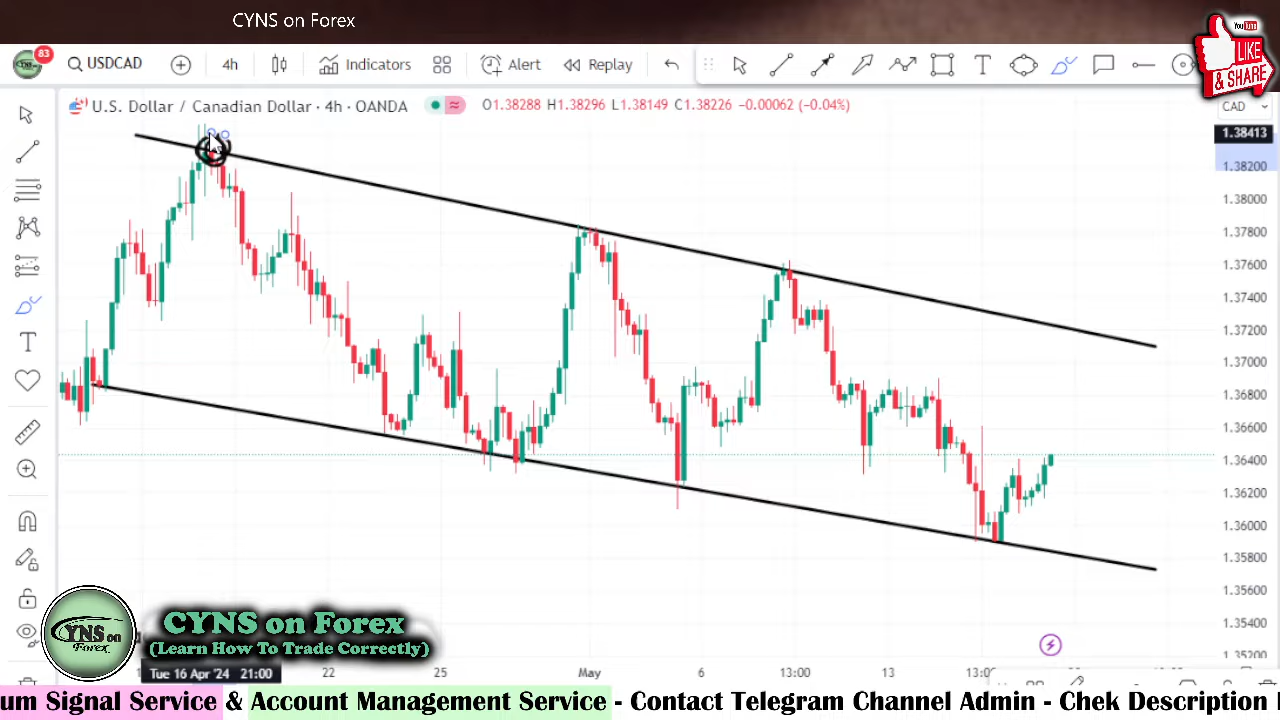 CYNS on Forex
YouTube
LIKE
& SHARE
83
USDCAD
4h
Indicators
Alert
Replay
U.S. Dollar / Canadian Dollar · 4h · OANDA
O1.38288 H1.38296 L1.38149 C1.38226 −0.00062 (−0.04%)
CAD
1.38413
1.38200
1.38000
1.37800
1.37600
1.37400
1.37200
1.37000
1.36800
1.36600
1.36400
1.36200
1.36000
1.35800
1.35600
1.35400
1.35200
CYNS on Forex
(Learn How To Trade Correctly)
Tue 16 Apr '24 21:00
22
25
May
6
13:00
13
um Signal Service & Account Management Service - Contact Telegram Channel Admin - Chek Description